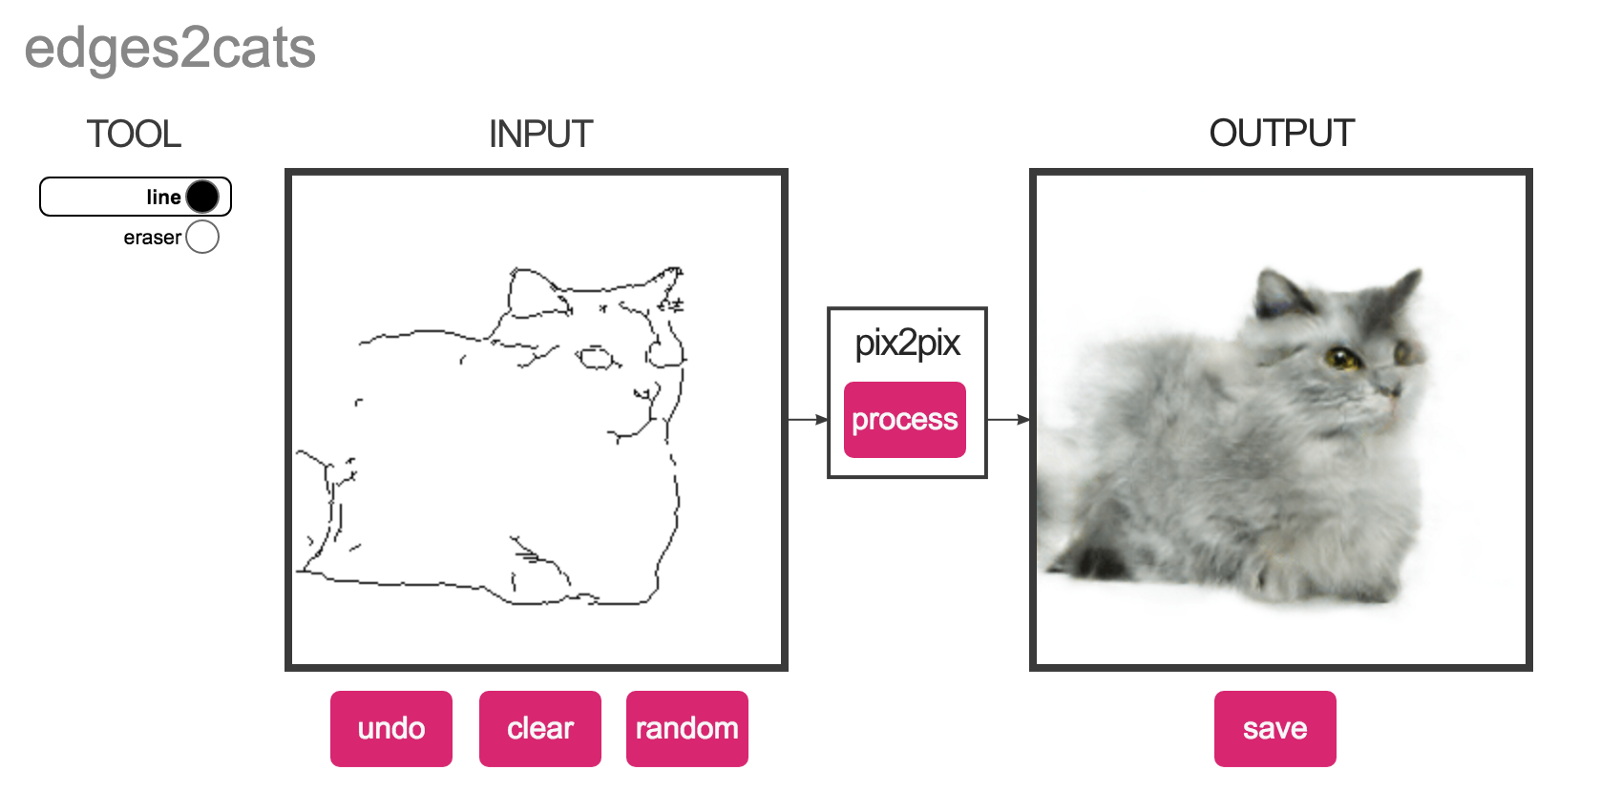 edges2cats
TOOL
line
eraser
INPUT
pix2pix
process
OUTPUT
undo
clear
random
save